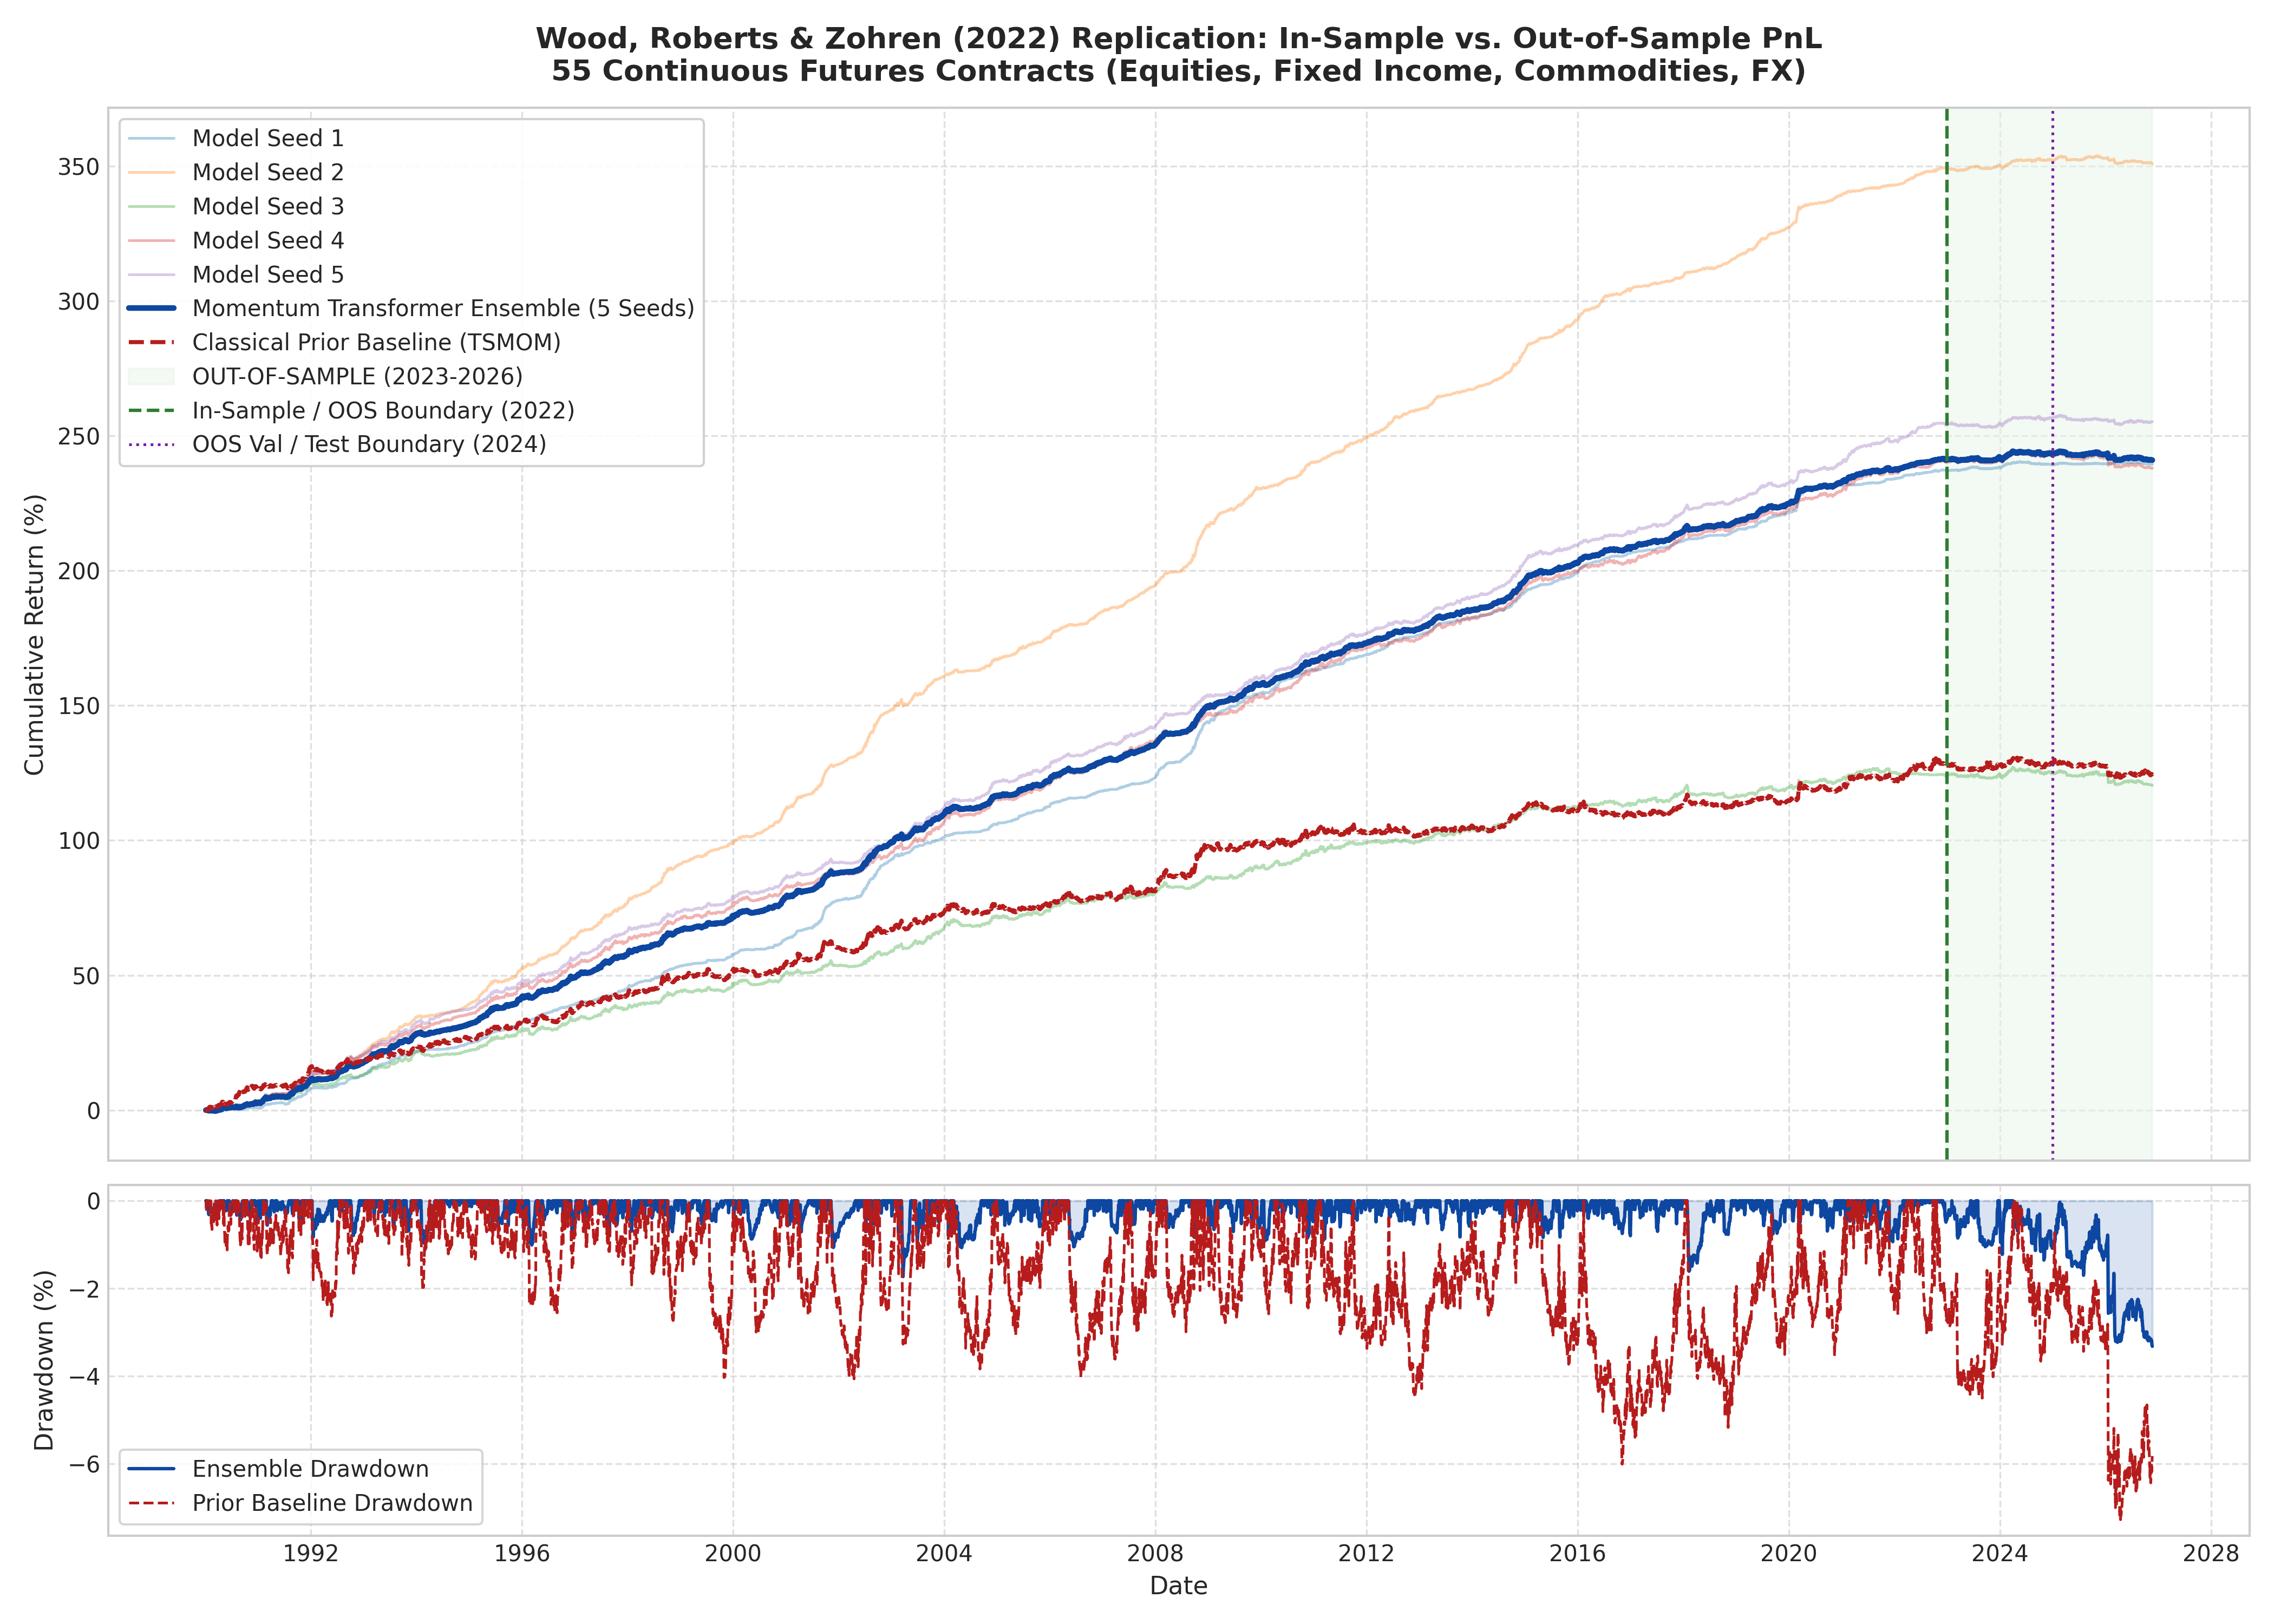 Wood, Roberts & Zohren (2022) Replication: In-Sample vs. Out-of-Sample PnL
55 Continuous Futures Contracts (Equities, Fixed Income, Commodities, FX)
Model Seed 1
Model Seed 2
Model Seed 3
Model Seed 4
Model Seed 5
Momentum Transformer Ensemble (5 Seeds)
Classical Prior Baseline (TSMOM)
OUT-OF-SAMPLE (2023-2026)
In-Sample / OOS Boundary (2022)
OOS Val / Test Boundary (2024)
Cumulative Return (%)
350
300
250
200
150
100
50
0
Drawdown (%)
0
−2
−4
−6
Ensemble Drawdown
Prior Baseline Drawdown
1992 1996 2000 2004 2008 2012 2016 2020 2024 2028
Date